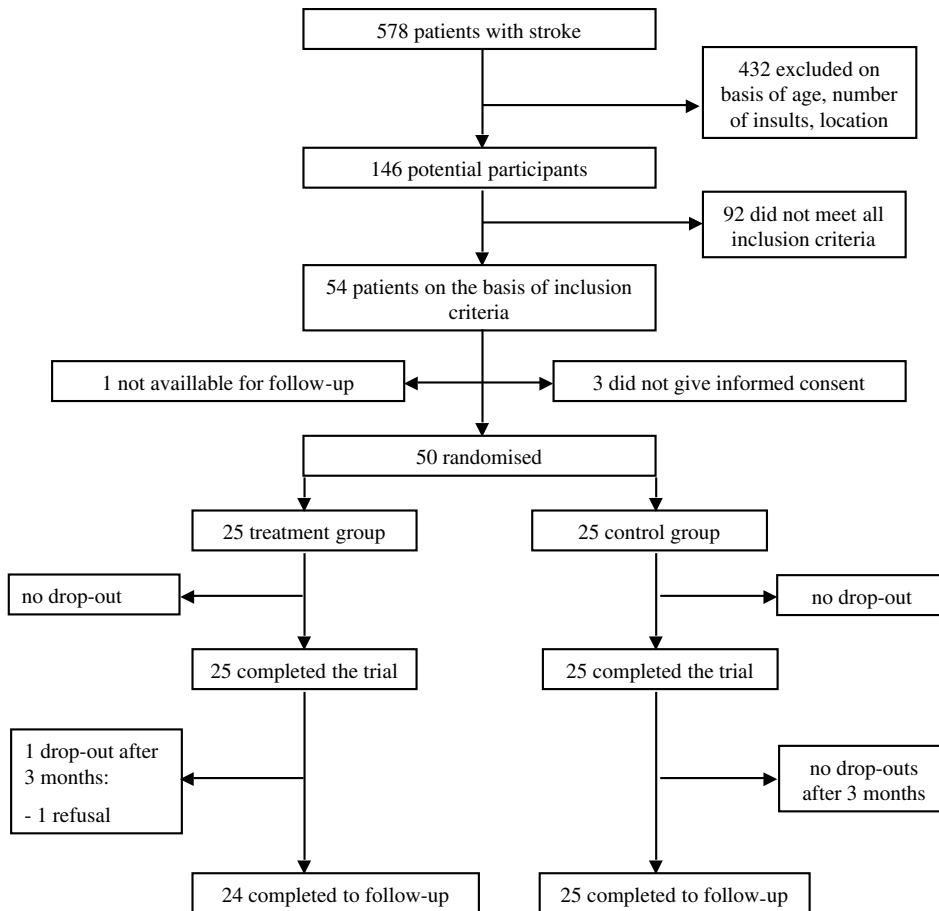 578 patients with stroke
432 excluded on
basis of age, number
of insults, location
146 potential participants
92 did not meet all
inclusion criteria
54 patients on the basis of inclusion
criteria
1 not availlable for follow-up
3 did not give informed consent
50 randomised
25 treatment group
25 control group
no drop-out
no drop-out
25 completed the trial
25 completed the trial
1 drop-out after
3 months:
- 1 refusal
no drop-outs
after 3 months
24 completed to follow-up
25 completed to follow-up